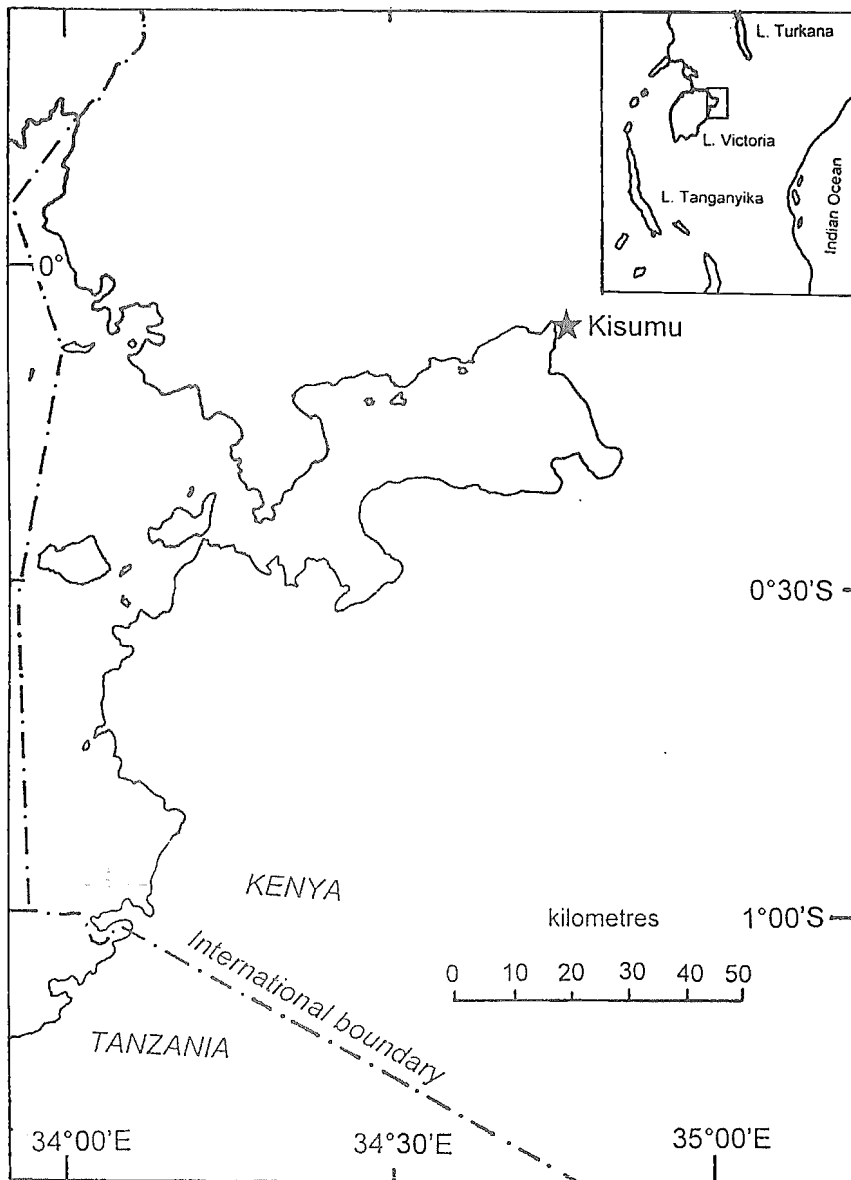 L. Turkana
L. Victoria
L. Tanganyika
Indian Ocean
0°
Kisumu
0°30'S
KENYA
kilometres
1°00'S
0 10 20 30 40 50
International boundary
TANZANIA
34°00'E
34°30'E
35°00'E